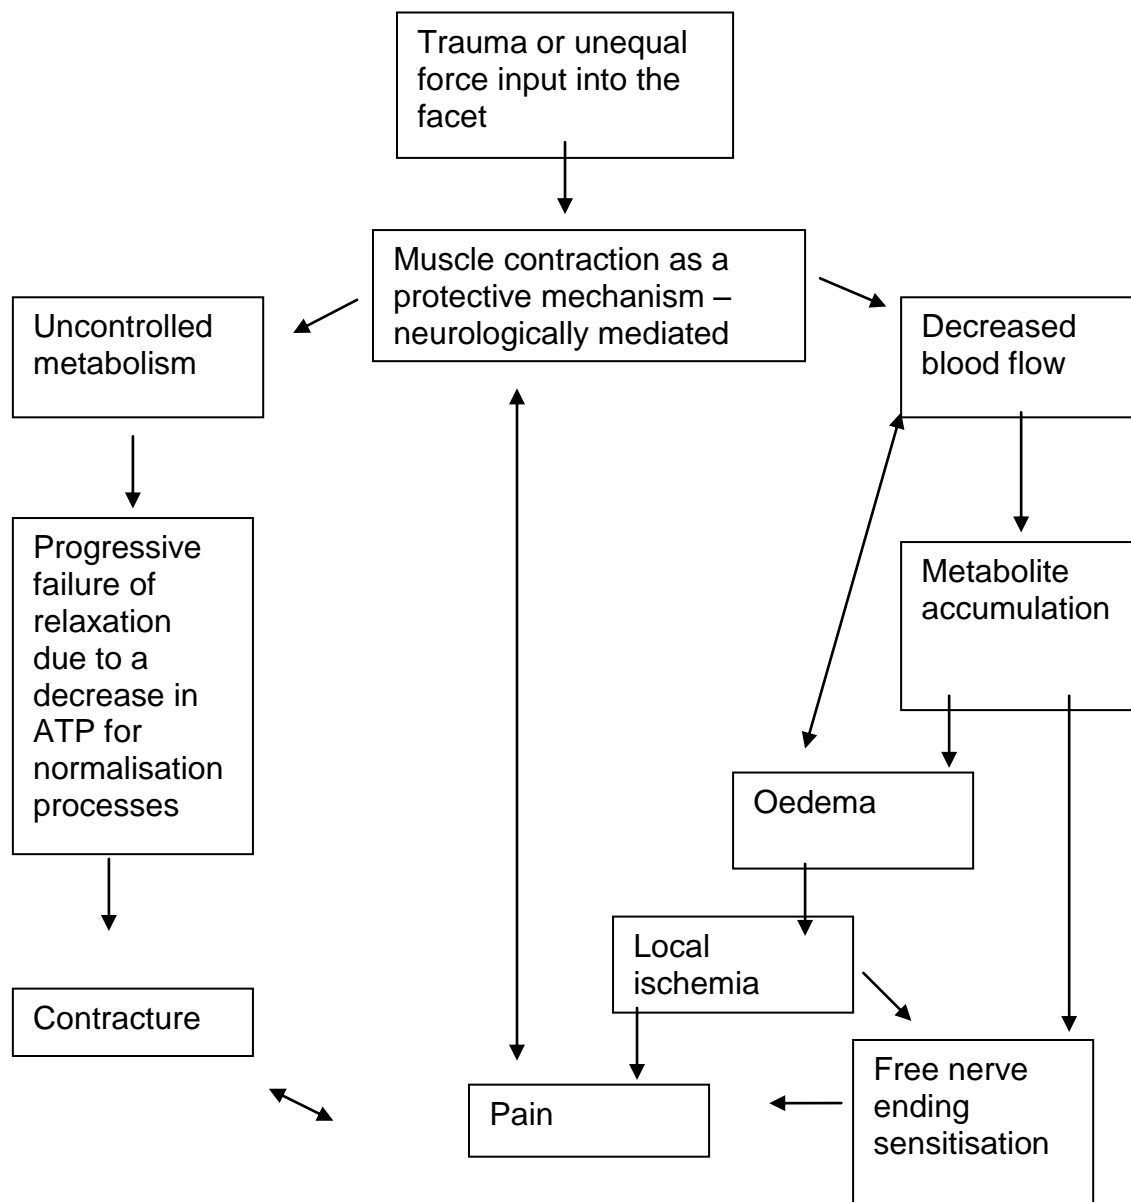 Trauma or unequal
force input into the
facet
Muscle contraction as a
protective mechanism –
neurologically mediated
Uncontrolled
metabolism
Decreased
blood flow
Progressive
failure of
relaxation
due to a
decrease in
ATP for
normalisation
processes
Metabolite
accumulation
Oedema
Local
ischemia
Contracture
Free nerve
ending
sensitisation
Pain